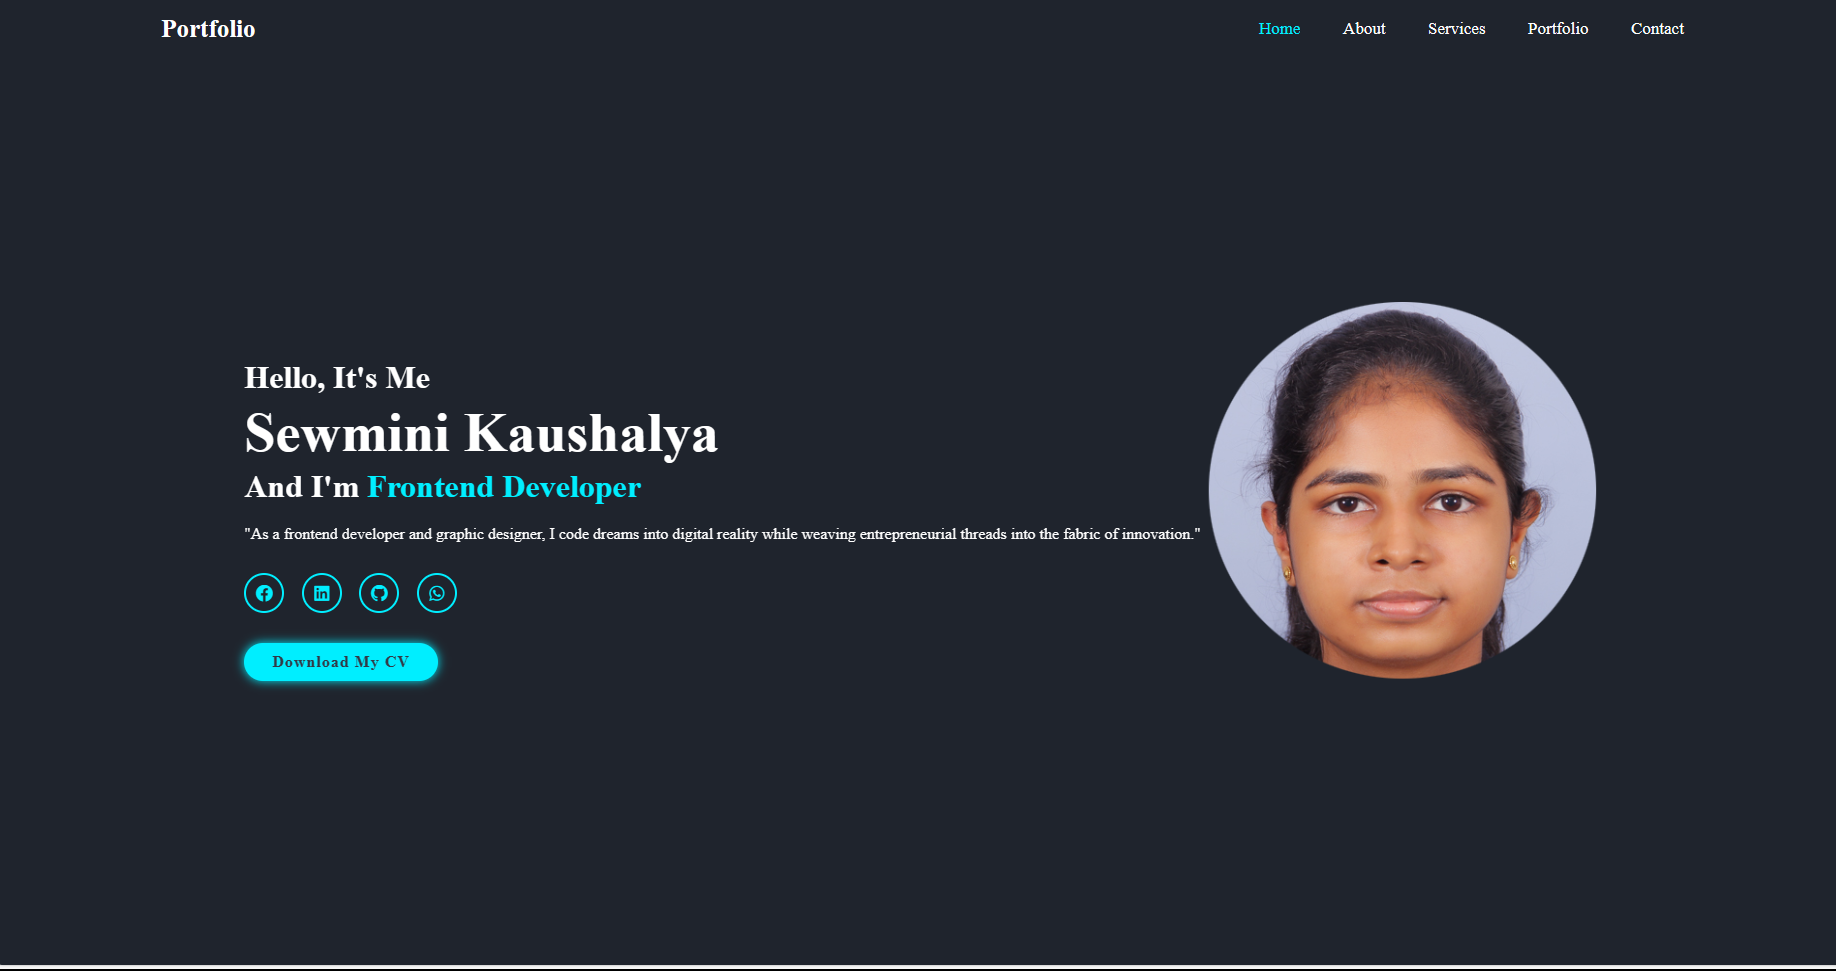 Portfolio
Home About Services Portfolio Contact
Hello, It's Me
Sewmini Kaushalya
And I'm Frontend Developer
"As a frontend developer and graphic designer, I code dreams into digital reality while weaving entrepreneurial threads into the fabric of innovation."
Download My CV